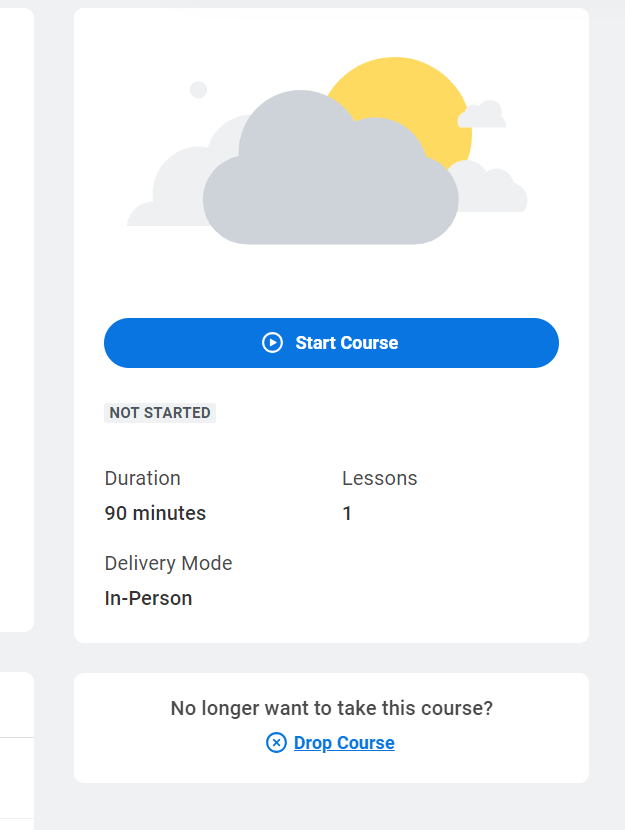 Start Course
NOT STARTED
Duration
Lessons
90 minutes
1
Delivery Mode
In-Person
No longer want to take this course?
Drop Course